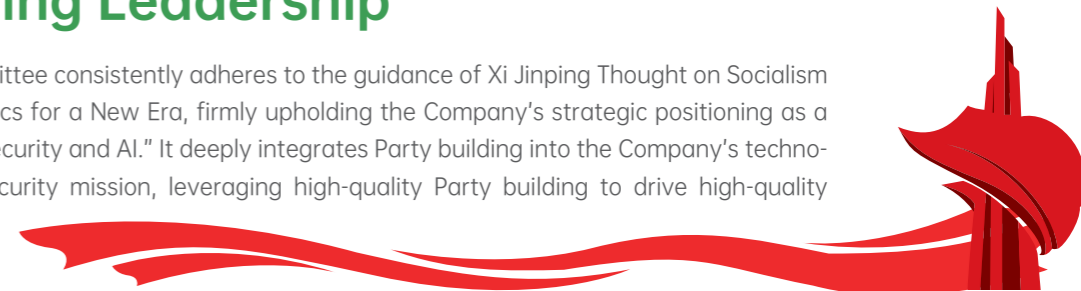 ing Leadership
ittee consistently adheres to the guidance of Xi Jinping Thought on Socialism
cs for a New Era, firmly upholding the Company's strategic positioning as a
ecurity and AI." It deeply integrates Party building into the Company's techno-
curity mission, leveraging high-quality Party building to drive high-quality